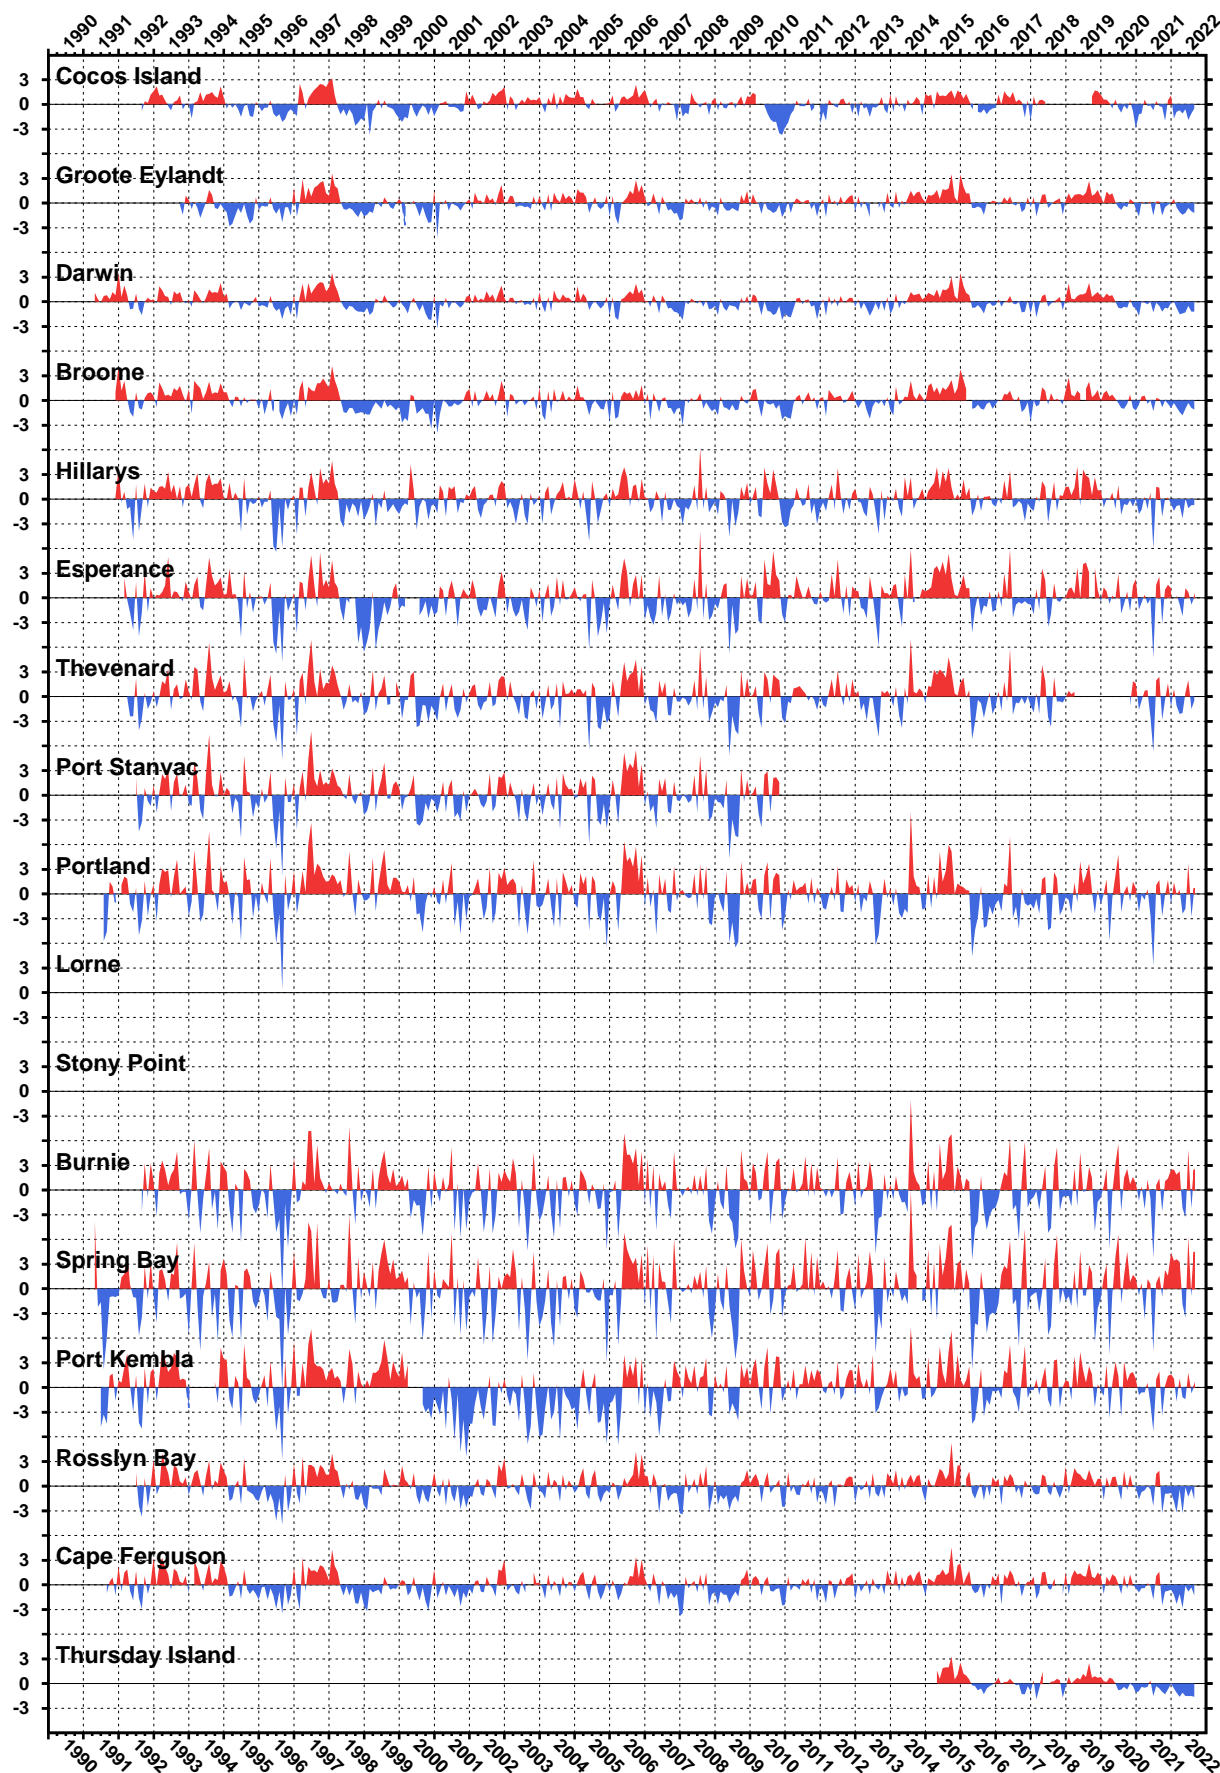 1990 1991 1992 1993 1994 1995 1996 1997 1998 1999 2000 2001 2002 2003 2004 2005 2006 2007 2008 2009 2010 2011 2012 2013 2014 2015 2016 2017 2018 2019 2020 2021 2022
3 Cocos Island
0
-3
3 Groote Eylandt
0
-3
3 Darwin
0
-3
3 Broome
0
-3
3 Hillarys
0
-3
3 Esperance
0
-3
3 Thevenard
0
-3
3 Port Stanvac
0
-3
3 Portland
0
-3
3 Lorne
0
-3
3 Stony Point
0
-3
3 Burnie
0
-3
3 Spring Bay
0
-3
3 Port Kembla
0
-3
3 Rosslyn Bay
0
-3
3 Cape Ferguson
0
-3
3 Thursday Island
0
-3
1990 1991 1992 1993 1994 1995 1996 1997 1998 1999 2000 2001 2002 2003 2004 2005 2006 2007 2008 2009 2010 2011 2012 2013 2014 2015 2016 2017 2018 2019 2020 2021 2022